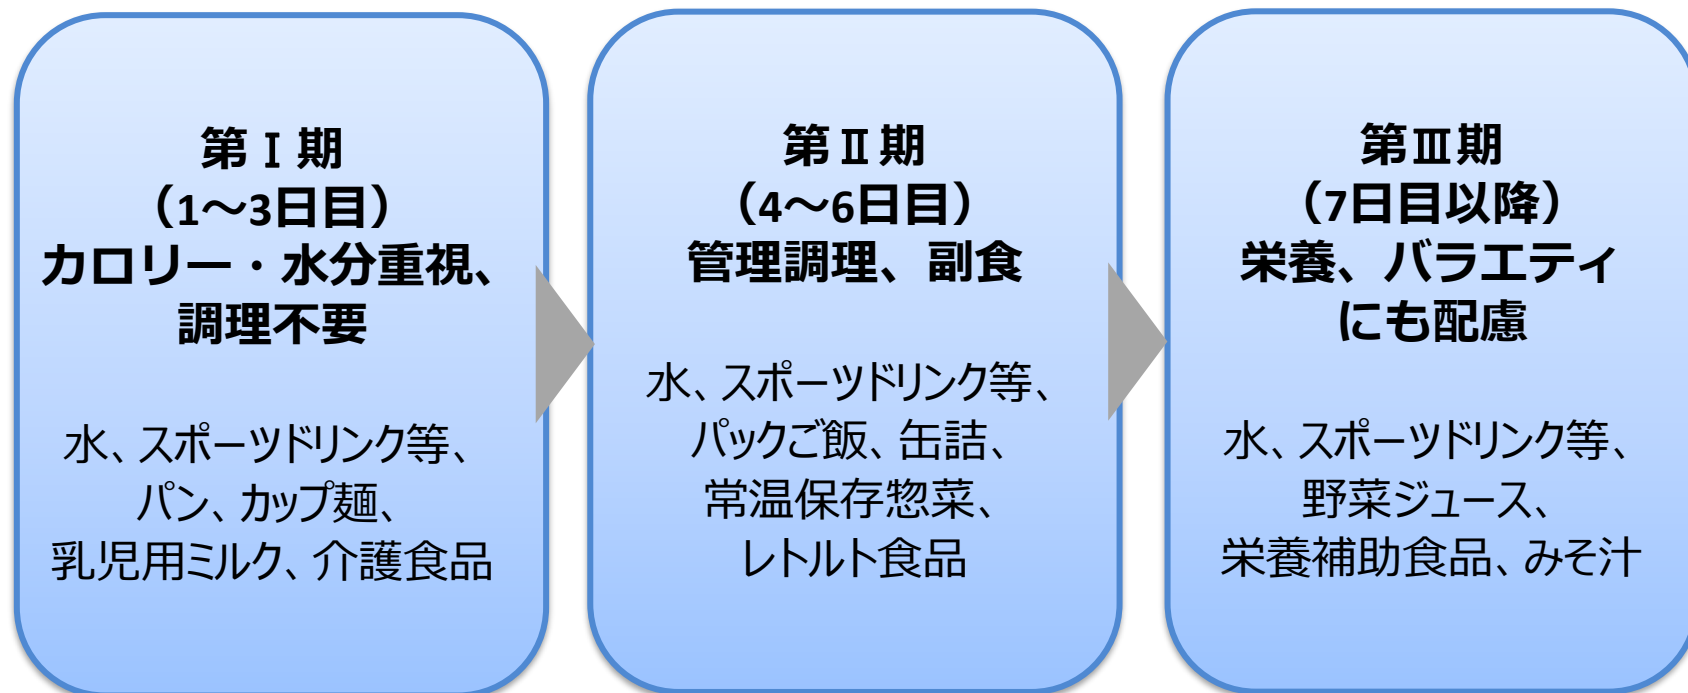 第Ⅰ期
（1～3日目）
カロリー・水分重視、
調理不要
水、スポーツドリンク等、
パン、カップ麺、
乳児用ミルク、介護食品
第Ⅱ期
（4～6日目）
管理調理、副食
水、スポーツドリンク等、
パックご飯、缶詰、
常温保存惣菜、
レトルト食品
第Ⅲ期
（7日目以降）
栄養、バラエティ
にも配慮
水、スポーツドリンク等、
野菜ジュース、
栄養補助食品、みそ汁